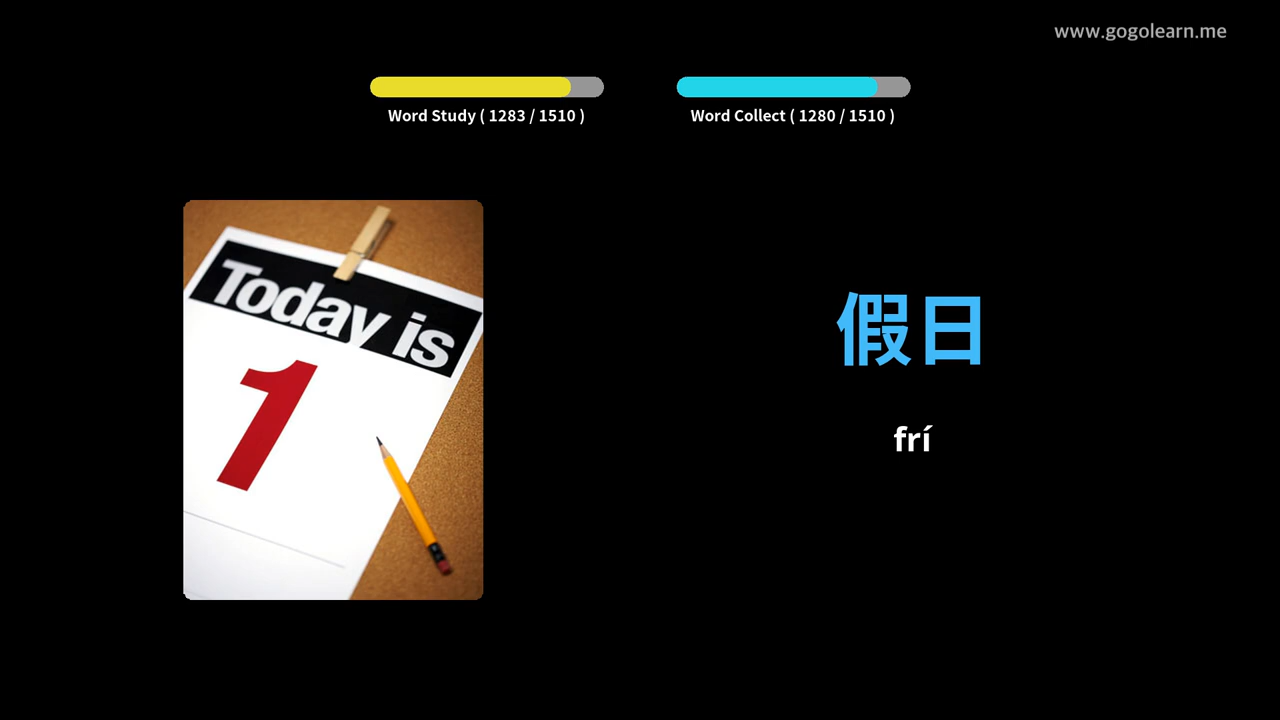 www.gogolearn.me
Word Study ( 1283 / 1510 )
Word Collect ( 1280 / 1510 )
Today is
1
假日
frí